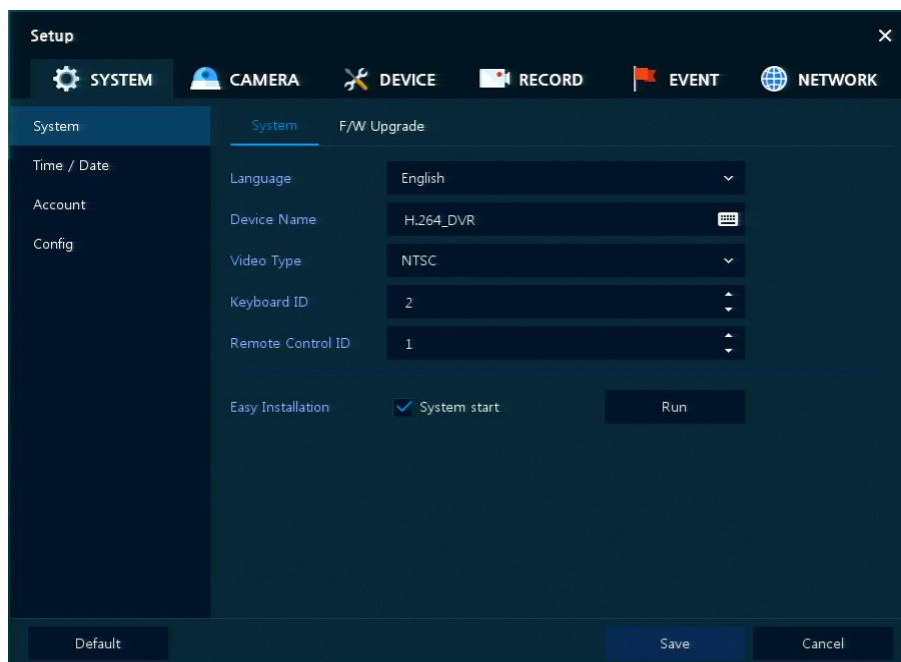 Setup
SYSTEM CAMERA DEVICE RECORD EVENT NETWORK
System
Time / Date
Account
Config
System F/W Upgrade
Language English
Device Name H.264_DVR
Video Type NTSC
Keyboard ID 2
Remote Control ID 1
Easy Installation System start Run
Default Save Cancel